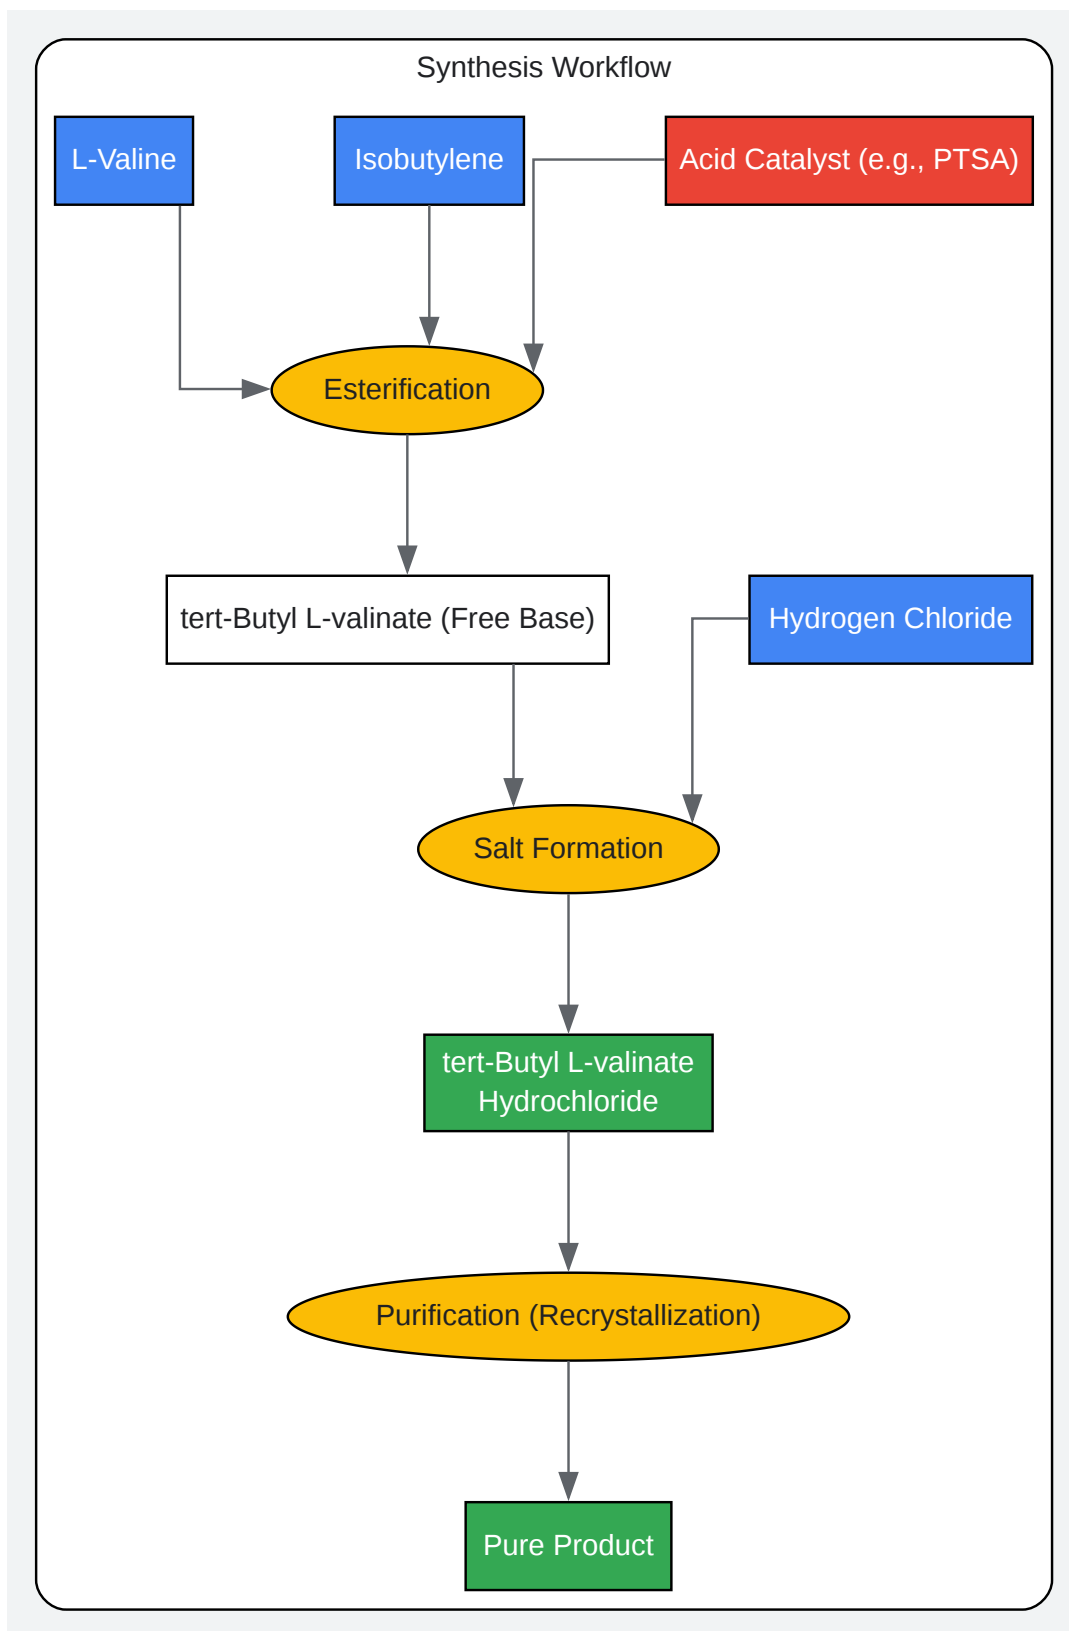 Synthesis Workflow
L-Valine
Isobutylene
Acid Catalyst (e.g., PTSA)
Esterification
tert-Butyl L-valinate (Free Base)
Hydrogen Chloride
Salt Formation
tert-Butyl L-valinate
Hydrochloride
Purification (Recrystallization)
Pure Product